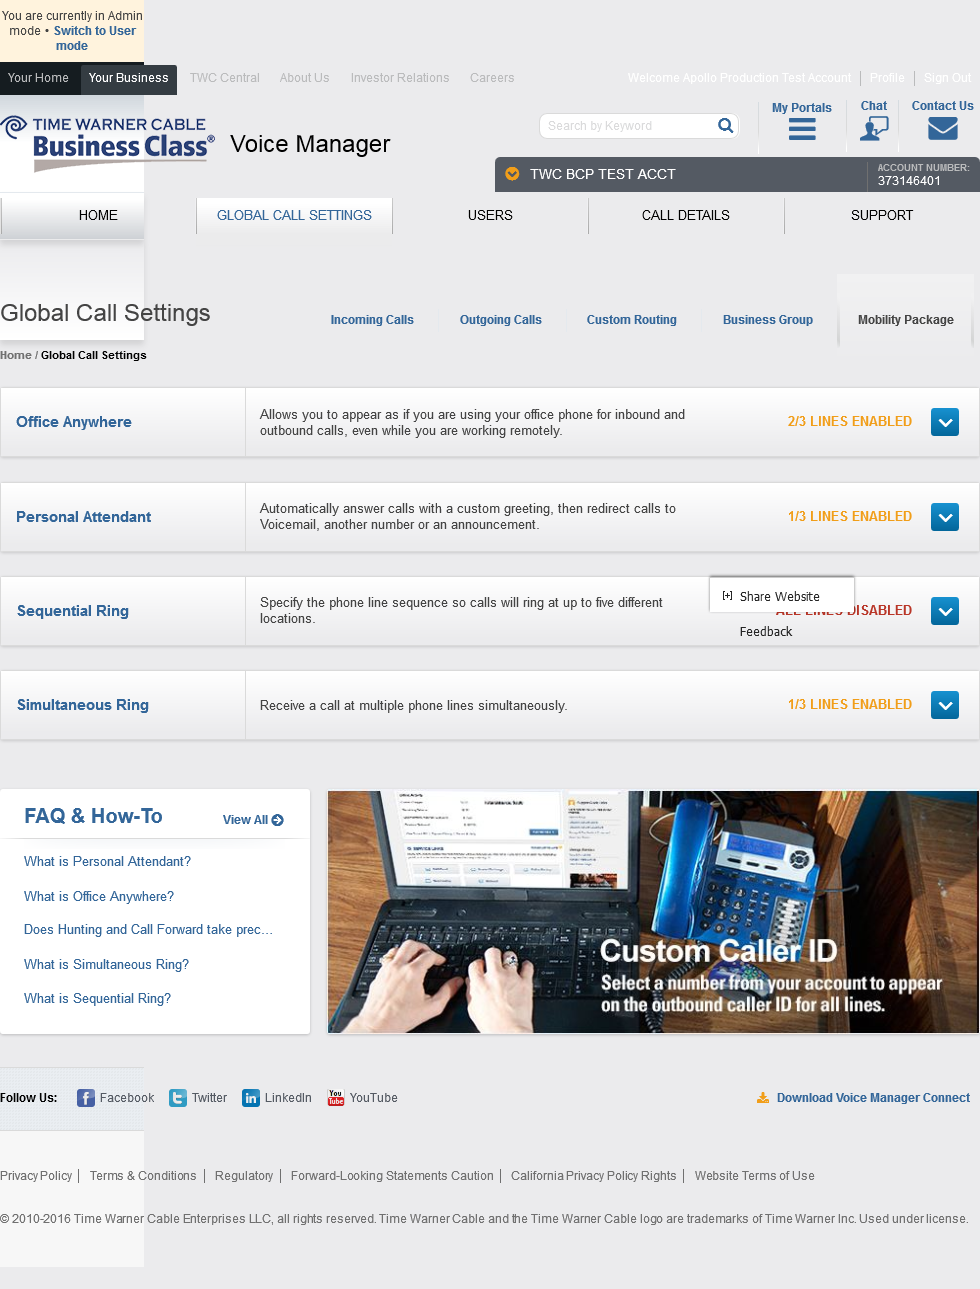 You are currently in Admin
mode • Switch to User
mode
Your Home
Your Business
TWC Central
About Us
Investor Relations
Careers
Welcome Apollo Production Test Account
Profile
Sign Out
TIME WARNER CABLE
Business Class®
Voice Manager
Search by Keyword
My Portals
Chat
Contact Us
TWC BCP TEST ACCT
ACCOUNT NUMBER:
373146401
HOME
GLOBAL CALL SETTINGS
USERS
CALL DETAILS
SUPPORT
Global Call Settings
Incoming Calls
Outgoing Calls
Custom Routing
Business Group
Mobility Package
Home / Global Call Settings
Office Anywhere
Allows you to appear as if you are using your office phone for inbound and
outbound calls, even while you are working remotely.
2/3 LINES ENABLED
Personal Attendant
Automatically answer calls with a custom greeting, then redirect calls to
Voicemail, another number or an announcement.
1/3 LINES ENABLED
Sequential Ring
Specify the phone line sequence so calls will ring at up to five different
locations.
ALL LINES DISABLED
Share Website
Feedback
Simultaneous Ring
Receive a call at multiple phone lines simultaneously.
1/3 LINES ENABLED
FAQ & How-To
View All
What is Personal Attendant?
What is Office Anywhere?
Does Hunting and Call Forward take prec...
What is Simultaneous Ring?
What is Sequential Ring?
Custom Caller ID
Select a number from your account to appear
on the outbound caller ID for all lines.
Follow Us:
Facebook
Twitter
LinkedIn
You
Tube
YouTube
Download Voice Manager Connect
Privacy Policy
Terms & Conditions
Regulatory
Forward-Looking Statements Caution
California Privacy Policy Rights
Website Terms of Use
© 2010-2016 Time Warner Cable Enterprises LLC, all rights reserved. Time Warner Cable and the Time Warner Cable logo are trademarks of Time Warner Inc. Used under license.